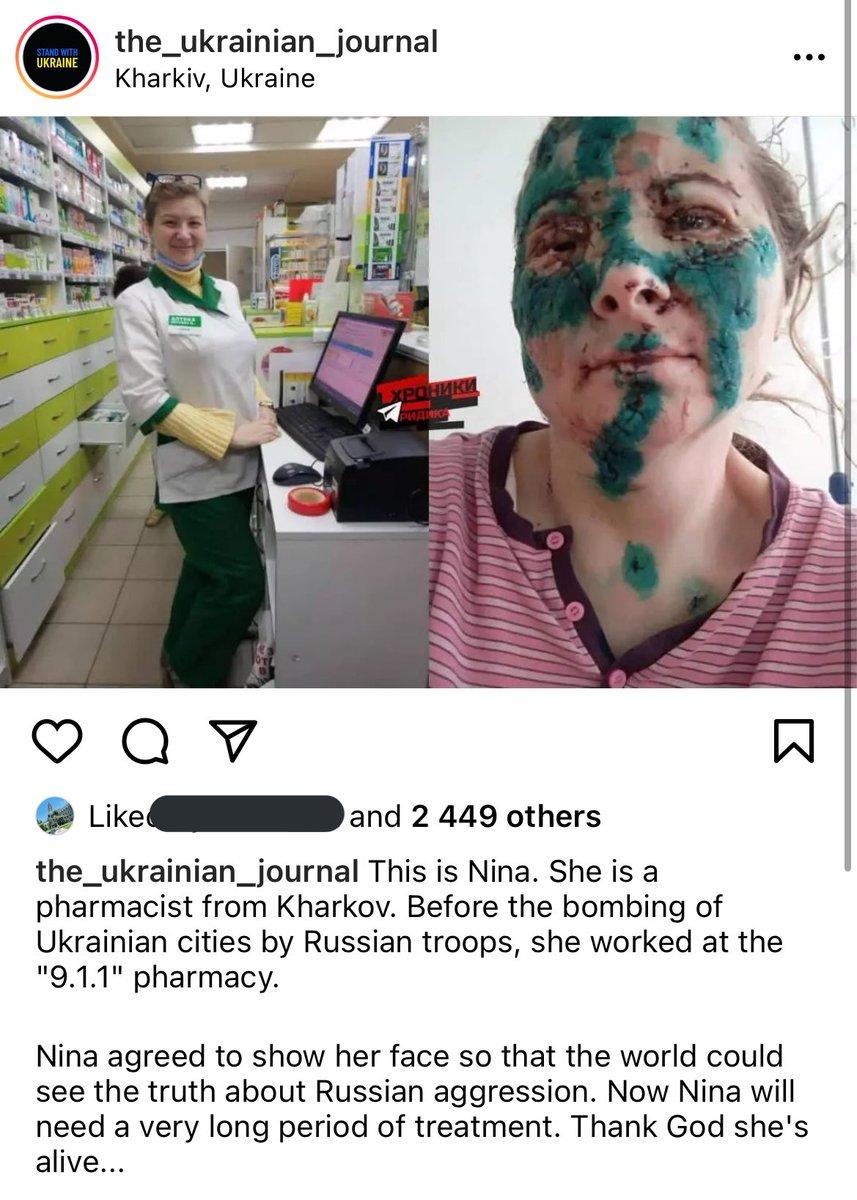 STAND WITH
UKRAINE
the_ukrainian_journal
Kharkiv, Ukraine
АПТЕКА
ХРОНИКИ
РИДИКА
Liked
and 2 449 others
the_ukrainian_journal This is Nina. She is a
pharmacist from Kharkov. Before the bombing of
Ukrainian cities by Russian troops, she worked at the
"9.1.1" pharmacy.
Nina agreed to show her face so that the world could
see the truth about Russian aggression. Now Nina will
need a very long period of treatment. Thank God she's
alive...